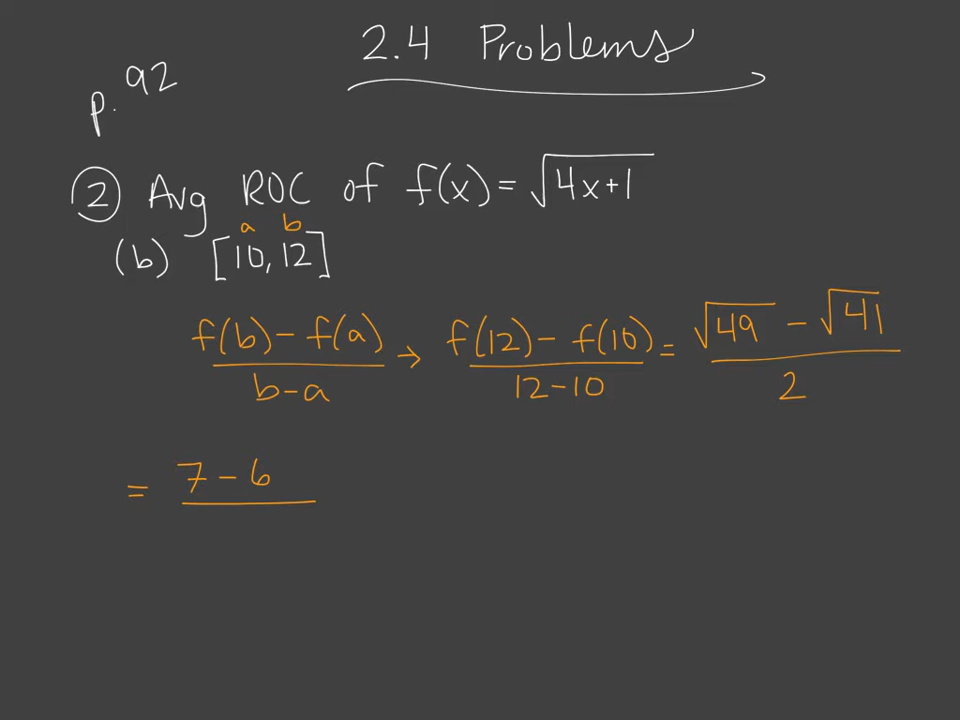 2.4 Problems
p. 92
② Avg ROC of f(x) = √(4x+1)
a b
(b) [10, 12]
(f(b) - f(a))/(b-a) → (f(12) - f(10))/(12-10) = (√49 - √41)/2
= 7 - 6